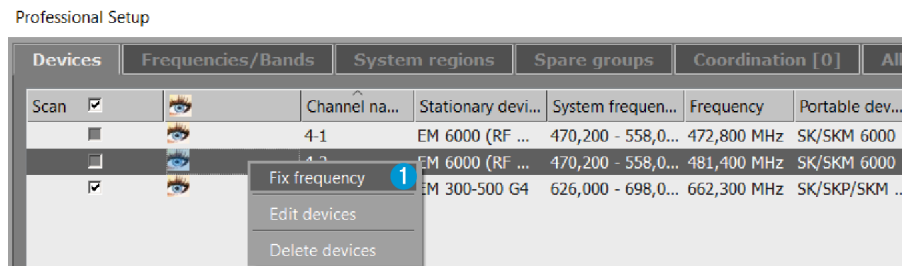 Professional Setup
Devices Frequencies/Bands System regions Spare groups Coordination [0] All
Scan Channel na... Stationary devi... System frequen... Frequency Portable dev...
4-1 EM 6000 (RF ... 470,200 - 558,0... 472,800 MHz SK/SKM 6000
4-2 EM 6000 (RF ... 470,200 - 558,0... 481,400 MHz SK/SKM 6000
Fix frequency 1
EM 300-500 G4 626,000 - 698,0... 662,300 MHz SK/SKP/SKM ...
Edit devices
Delete devices